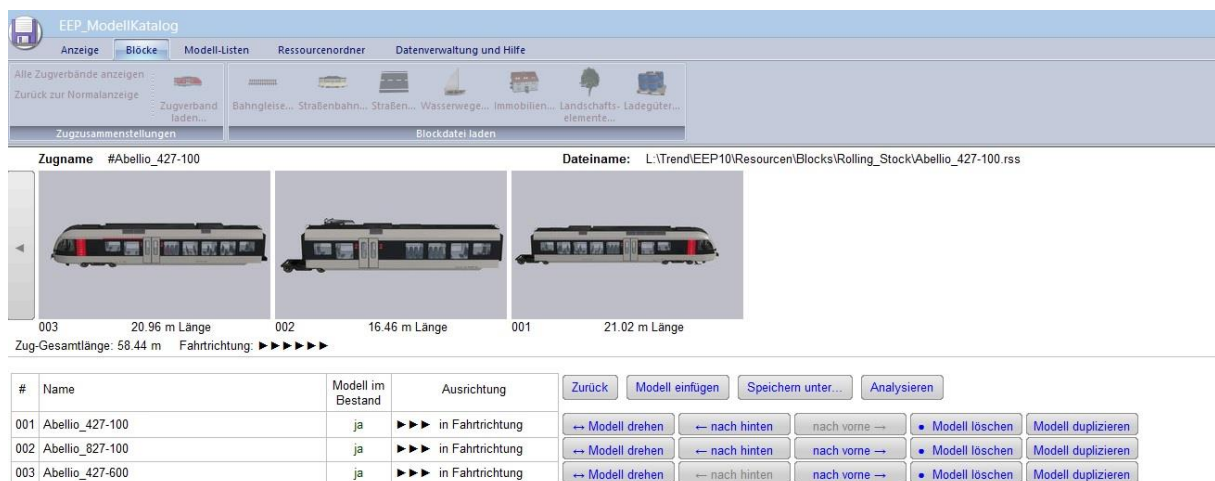 EEP_ModellKatalog
Anzeige Blöcke Modell-Listen Ressourcenordner Datenverwaltung und Hilfe
Alle Zugverbände anzeigen
Zurück zur Normalanzeige
Zugverband laden...
Bahngleise... Straßenbahn... Straßen... Wasserwege... Immobilien... Landschafts-elemente... Ladegüter...
Zugzusammenstellungen Blockdatei laden
Zugname #Abellio_427-100 Dateiname: L:\Trend\EEP10\Resourcen\Blocks\Rolling_Stock\Abellio_427-100.rss
003 20.96 m Länge 002 16.46 m Länge 001 21.02 m Länge
Zug-Gesamtlänge: 58.44 m Fahrtrichtung: ►►►►►►
# Name Modell im Bestand Ausrichtung Zurück Modell einfügen Speichern unter... Analysieren
001 Abellio_427-100 ja ►►► in Fahrtrichtung ↔ Modell drehen ← nach hinten nach vorne → ● Modell löschen Modell duplizieren
002 Abellio_827-100 ja ►►► in Fahrtrichtung ↔ Modell drehen ← nach hinten nach vorne → ● Modell löschen Modell duplizieren
003 Abellio_427-600 ja ►►► in Fahrtrichtung ↔ Modell drehen ← nach hinten nach vorne → ● Modell löschen Modell duplizieren